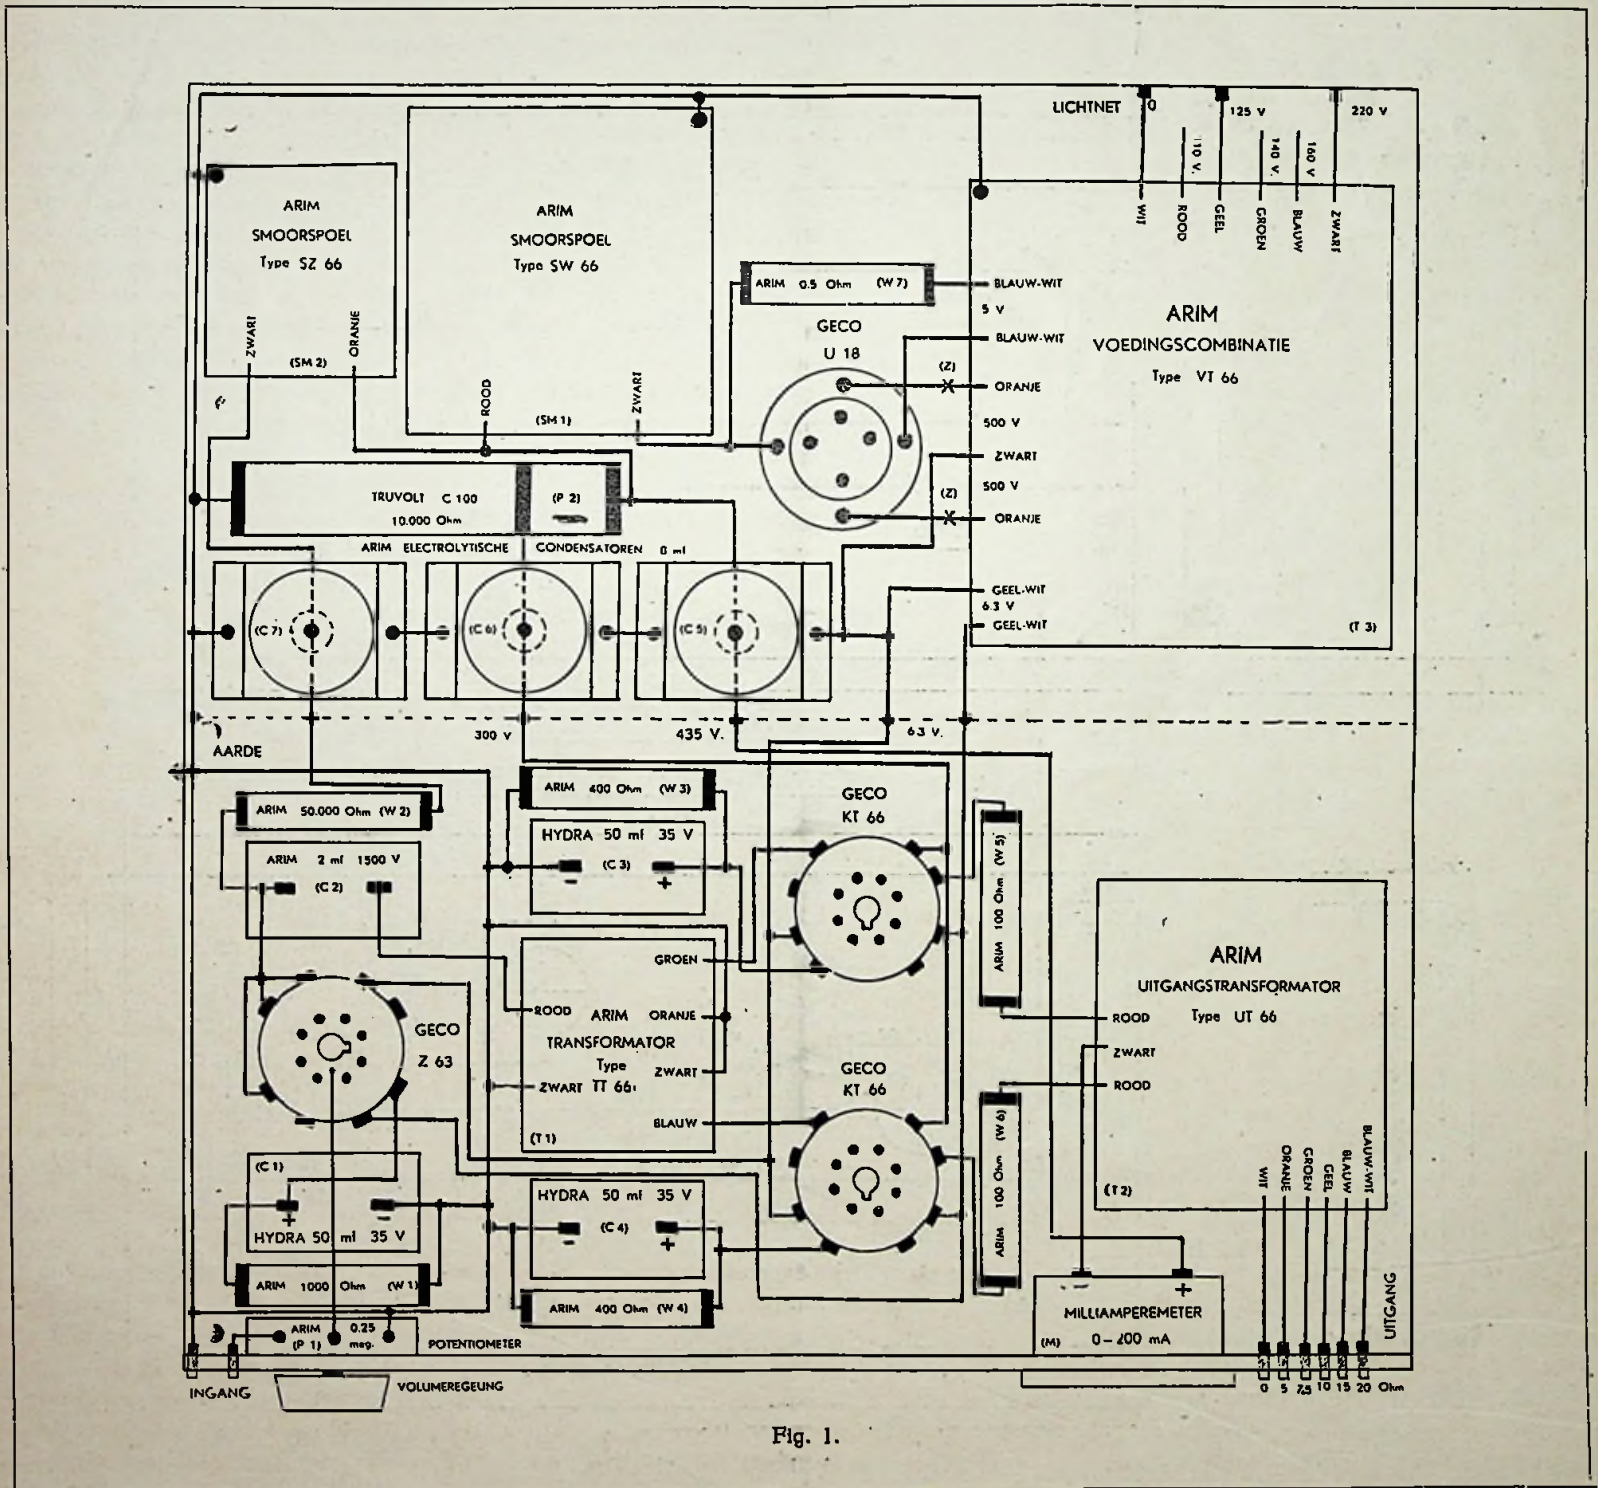 LICHTNET
0
125 V
220 V
110 V.
140 V.
160 V
WIT
ROOD
GEEL
GROEN
BLAUW
ZWART
ARIM
SMOORSPOEL
Type SZ 66
ZWART
ORANJE
(SM 2)
ARIM
SMOORSPOEL
Type SW 66
ROOD
ZWART
(SM 1)
ARIM 0.5 Ohm (W 7)
BLAUW-WIT
5 V
BLAUW-WIT
GECO
U 18
(Z)
ORANJE
500 V
ZWART
500 V
(Z)
ORANJE
GEEL-WIT
6.3 V
GEEL-WIT
ARIM
VOEDINGSCOMBINATIE
Type VT 66
(T 3)
TRUVOLT C 100
10.000 Ohm
(P 2)
ARIM ELECTROLYTISCHE CONDENSATOREN 8 mf
(C 7)
(C 6)
(C 5)
300 V
435 V.
6.3 V.
AARDE
ARIM 50.000 Ohm (W 2)
ARIM 2 mf 1500 V
(C 2)
ARIM 400 Ohm (W 3)
HYDRA 50 mf 35 V
(C 3)
-
+
GECO
KT 66
ARIM 100 Ohm (W 5)
GECO
Z 63
GROEN
ROOD
ARIM
ORANJE
TRANSFORMATOR
Type
ZWART
ZWART
TT 66
BLAUW
(T 1)
GECO
KT 66
ARIM 100 Ohm (W 6)
ARIM
UITGANGSTRANSFORMATOR
Type UT 66
ROOD
ZWART
ROOD
(T 2)
WIT
ORANJE
GROEN
GEEL
BLAUW
BLAUW-WIT
(C 1)
+
-
HYDRA 50 mf 35 V
ARIM 1000 Ohm (W 1)
HYDRA 50 mf 35 V
(C 4)
-
+
ARIM 400 Ohm (W 4)
ARIM
(P 1)
0.25
meg.
POTENTIOMETER
-
+
MILLIAMPEREMETER
(M) 0-200 mA
UITGANG
INGANG
VOLUMEREGEUNG
0 5 7,5 10 15 20 Ohm
Fig. 1.